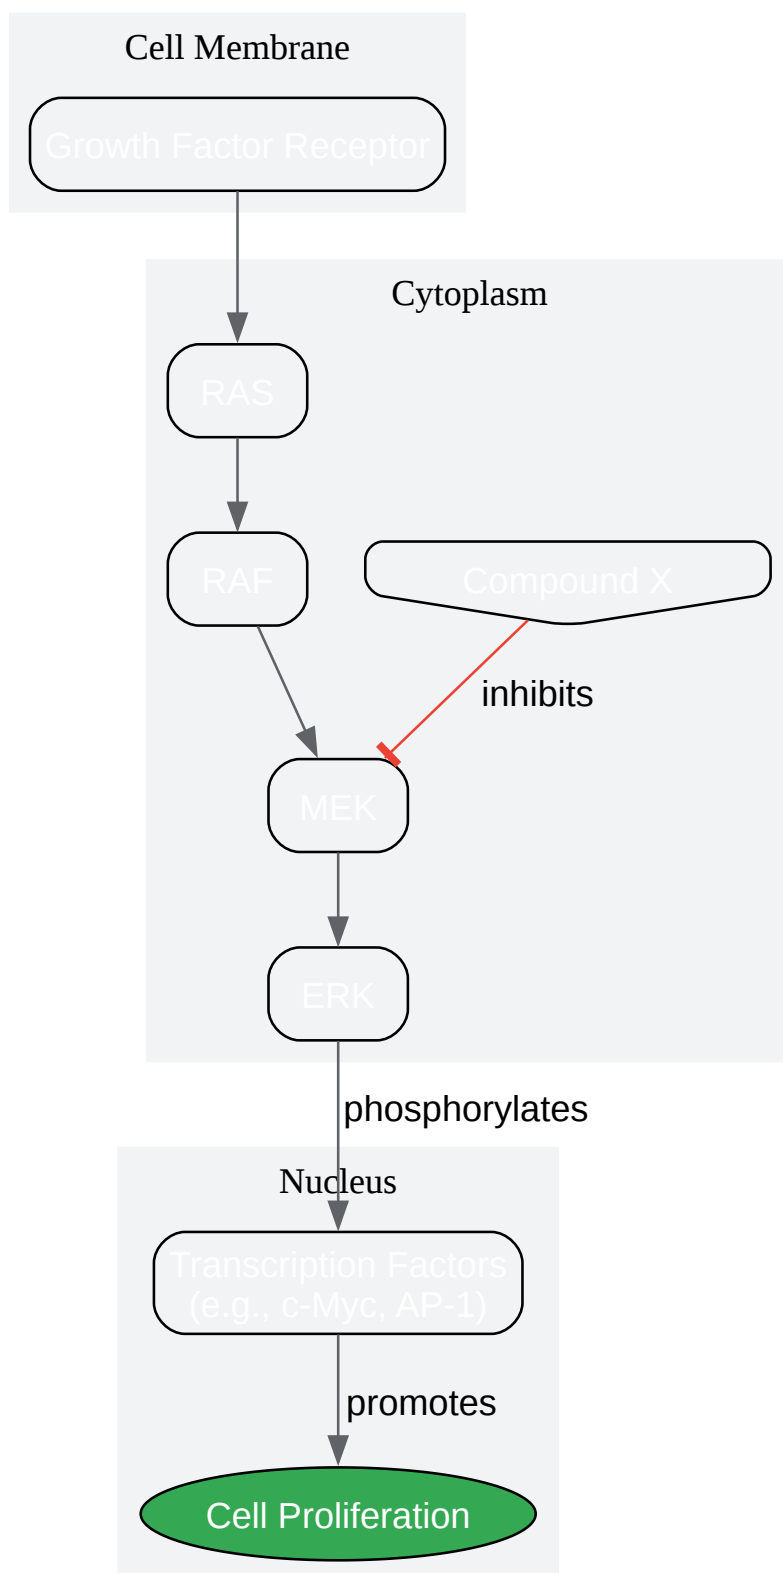 Cell Membrane
Growth Factor Receptor
Cytoplasm
RAS
RAF
Compound X
inhibits
MEK
ERK
phosphorylates
Nucleus
Transcription Factors
(e.g., c-Myc, AP-1)
promotes
Cell Proliferation